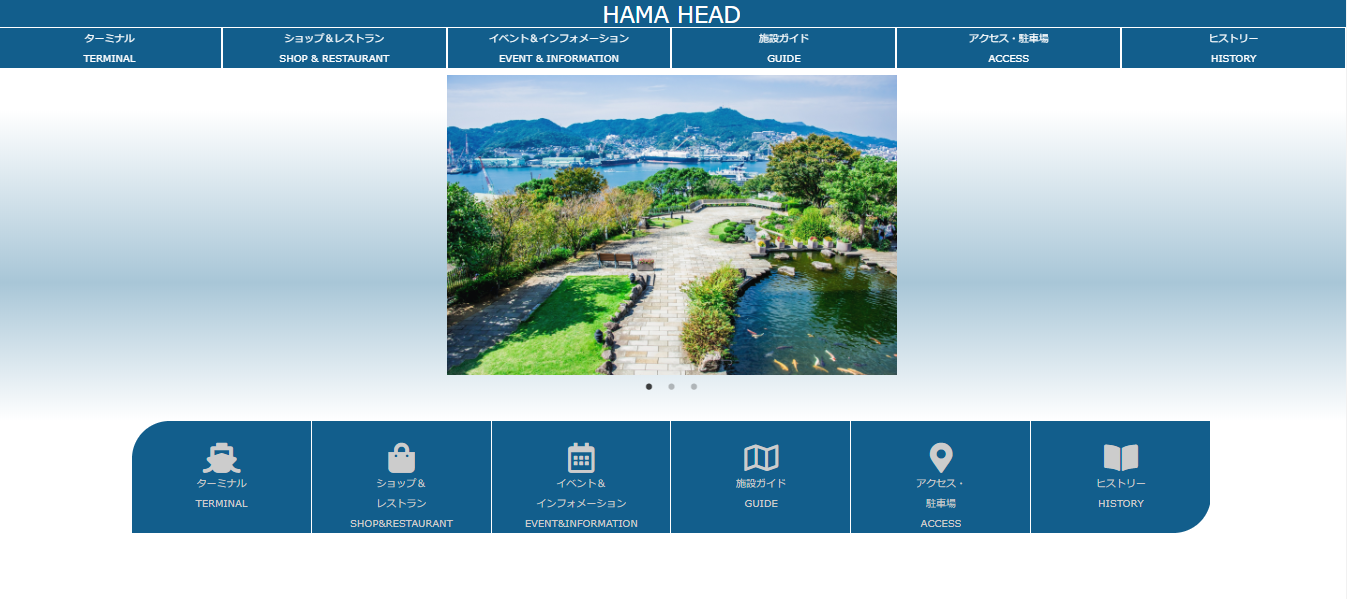 HAMA HEAD
ターミナル
TERMINAL
ショップ＆レストラン
SHOP & RESTAURANT
イベント＆インフォメーション
EVENT & INFORMATION
施設ガイド
GUIDE
アクセス・駐車場
ACCESS
ヒストリー
HISTORY
ターミナル
TERMINAL
ショップ＆
レストラン
SHOP&RESTAURANT
イベント＆
インフォメーション
EVENT&INFORMATION
施設ガイド
GUIDE
アクセス・
駐車場
ACCESS
ヒストリー
HISTORY